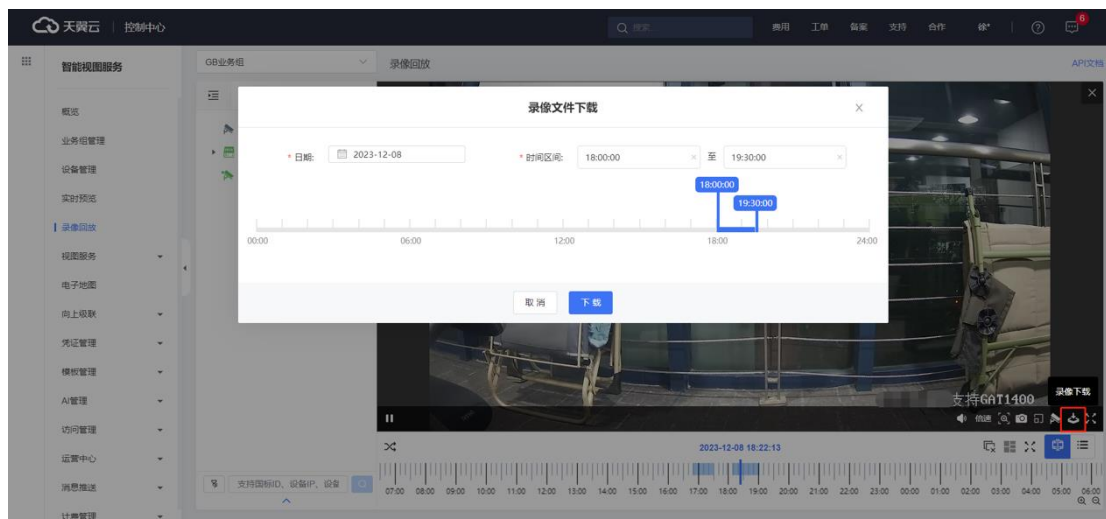 天翼云 控制中心 搜索 费用 工单 备案 支持 合作 徐* 6
智能视图服务 GB业务组 录像回放 API文档
概览
业务组管理
设备管理
实时预览
录像回放
视图服务
电子地图
向上级联
凭证管理
模板管理
AI管理
访问管理
运营中心
消息推送
计费管理
录像文件下载
* 日期: 2023-12-08 * 时间区间: 18:00:00 至 19:30:00
18:00:00
19:30:00
00:00 06:00 12:00 18:00 24:00
取消 下载
支持GAT1400
录像下载
倍速
2023-12-08 18:22:13
支持国标ID、设备IP、设备
07:00 08:00 09:00 10:00 11:00 12:00 13:00 14:00 15:00 16:00 17:00 18:00 19:00 20:00 21:00 22:00 23:00 00:00 01:00 02:00 03:00 04:00 05:00 06:00